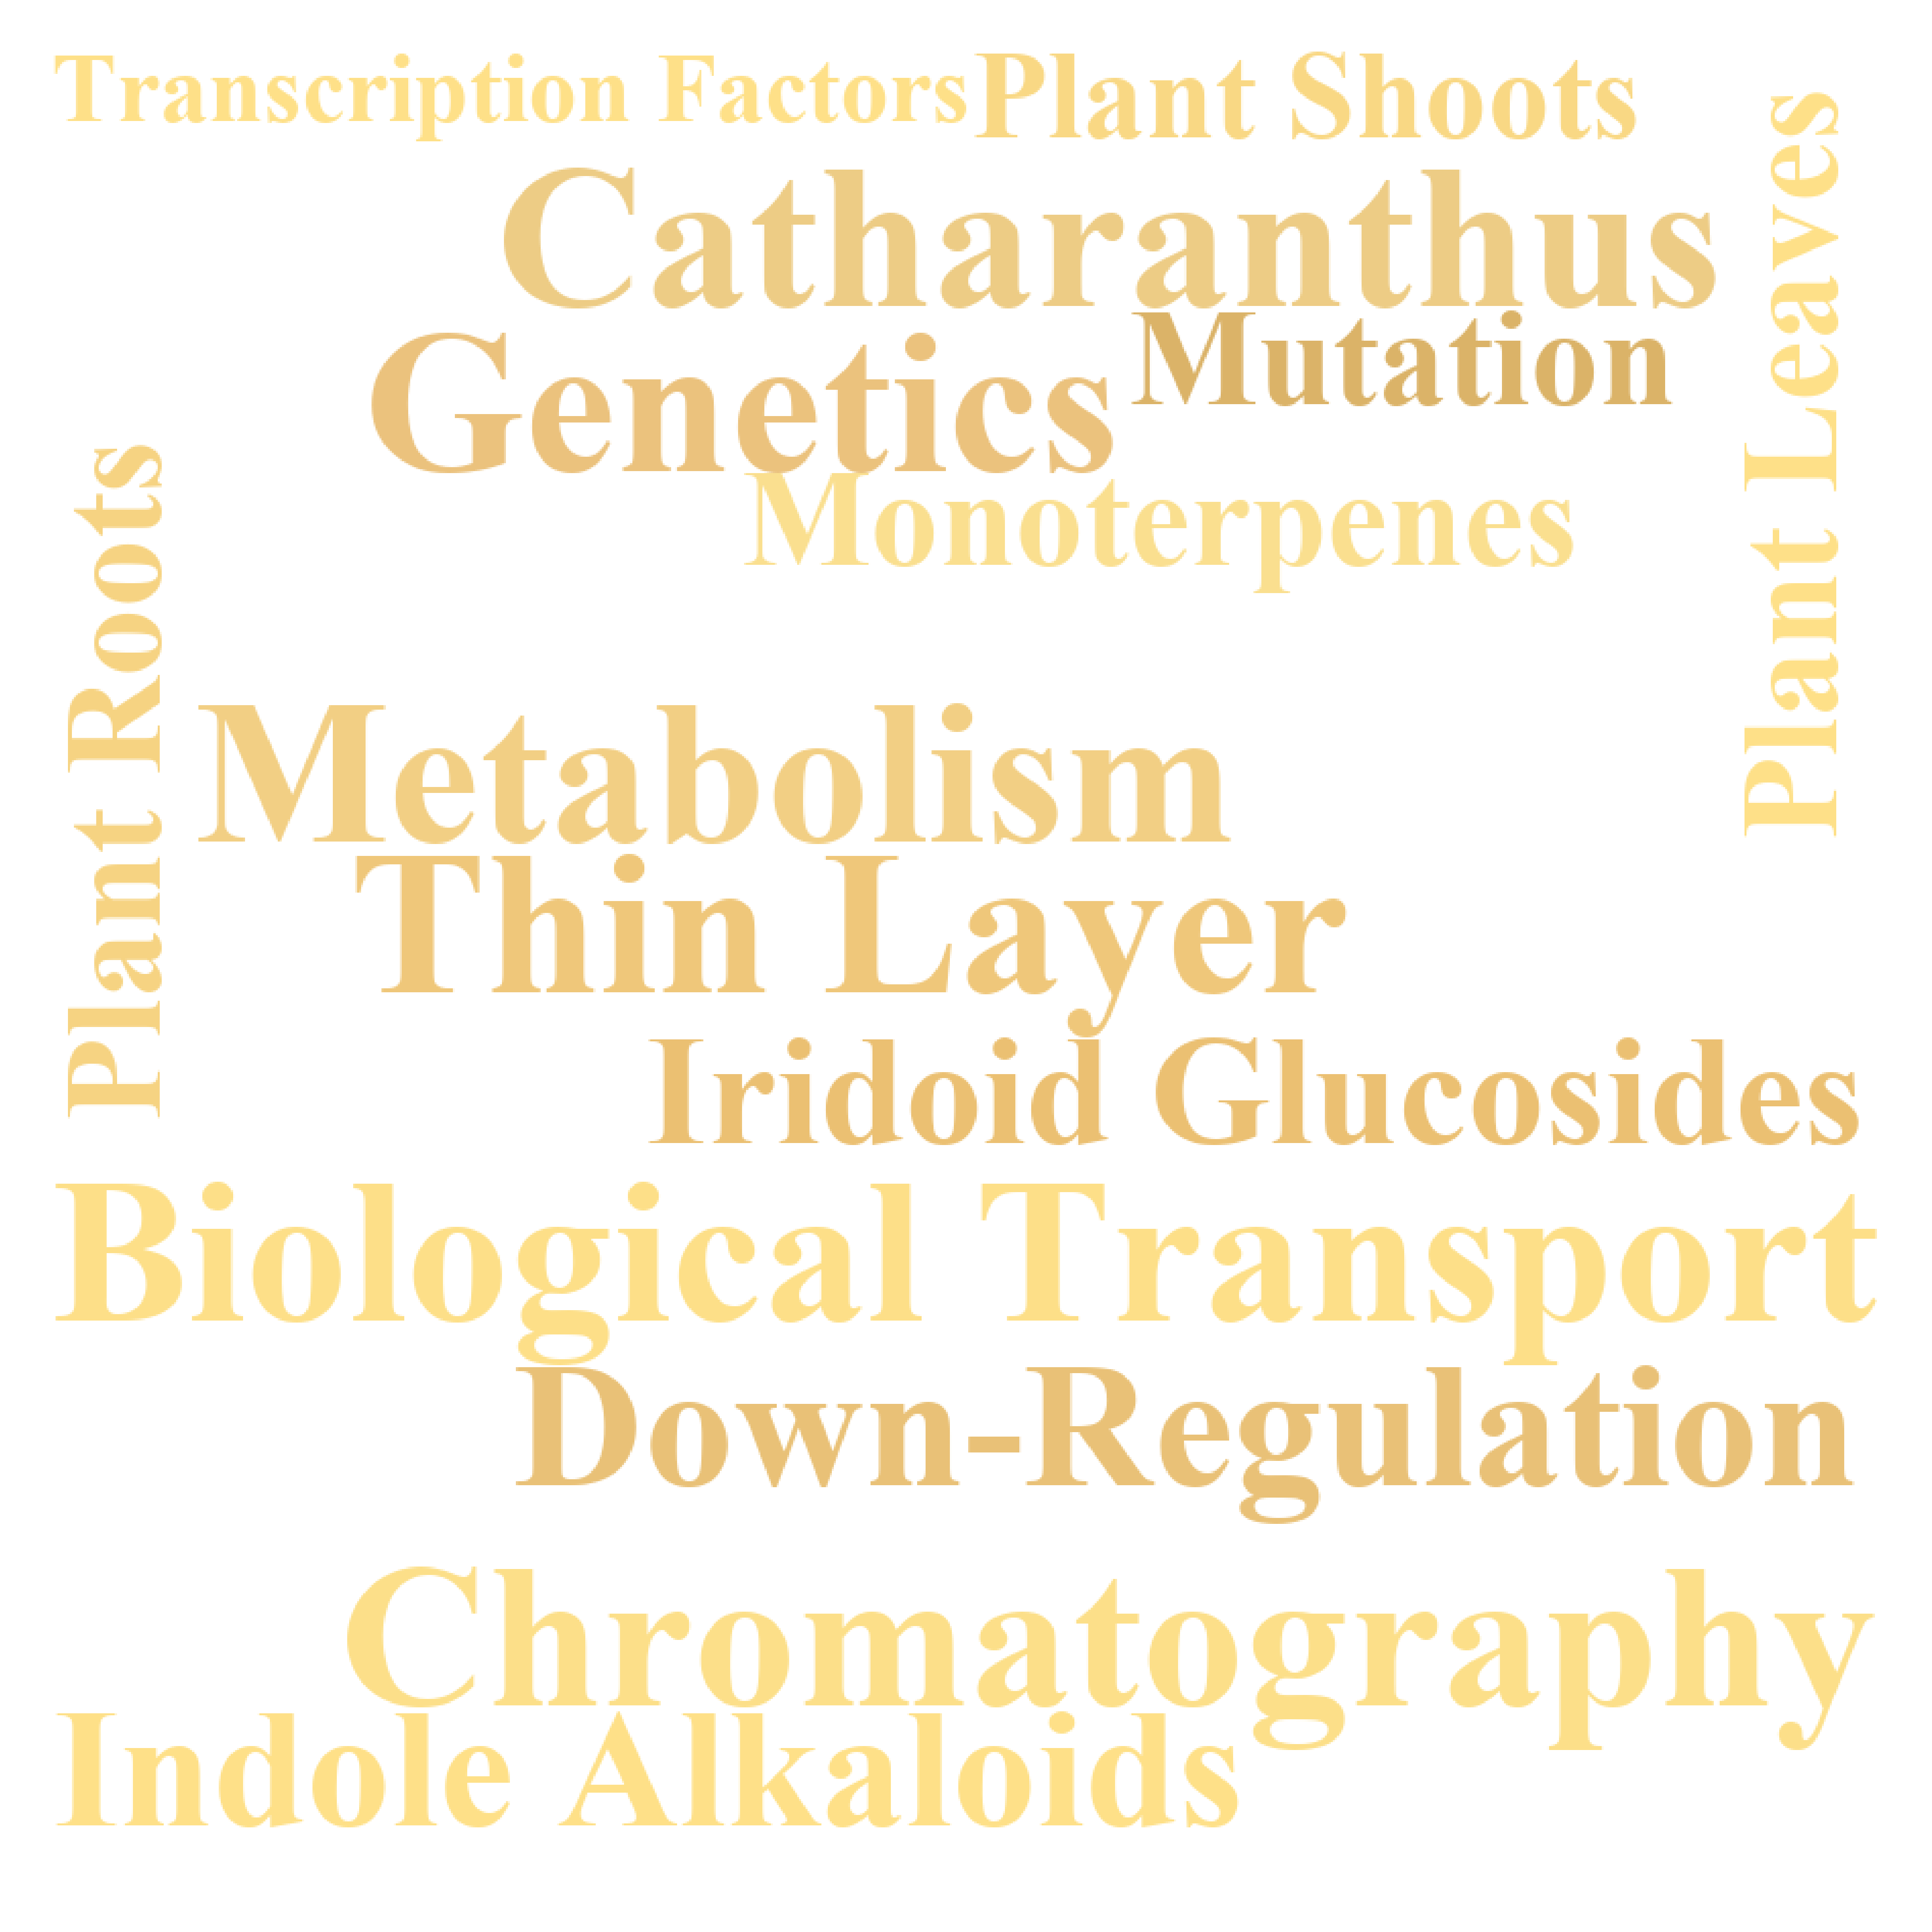 Transcription Factors
Plant Shoots
Plant Leaves
Catharanthus
Mutation
Genetics
Plant Roots
Monoterpenes
Metabolism
Thin Layer
Iridoid Glucosides
Biological Transport
Down-Regulation
Chromatography
Indole Alkaloids